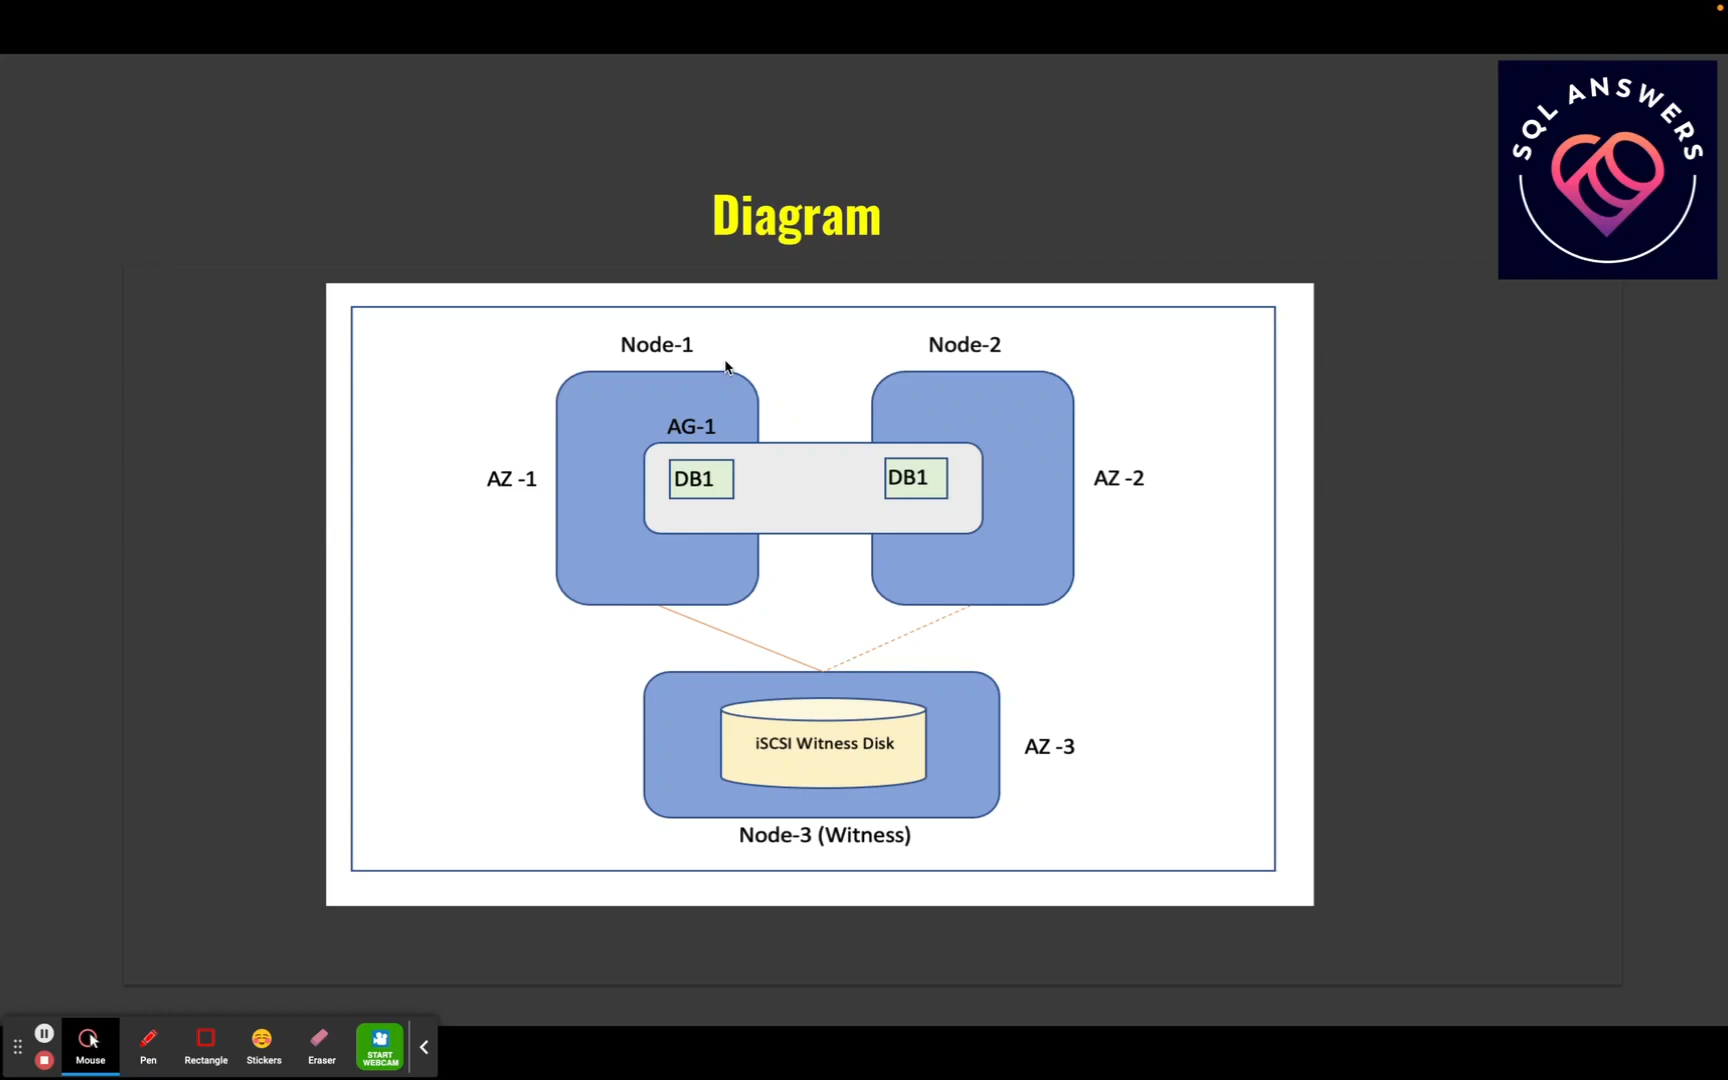 SQL ANSWERS
Diagram
Node-1
Node-2
AG-1
DB1
DB1
AZ -1
AZ -2
iSCSI Witness Disk
AZ -3
Node-3 (Witness)
Mouse
Pen
Rectangle
Stickers
Eraser
START
WEBCAM